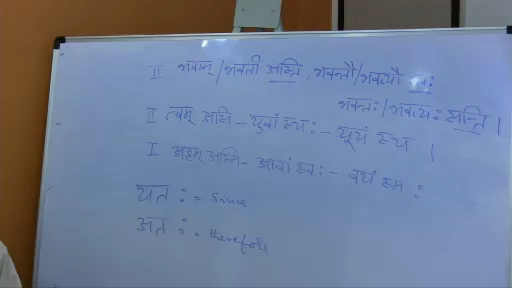 II भवान्/भवती अस्ति, भवन्तौ/भवत्यौ स्तः
भवन्तः/भवत्यः सन्ति।
II त्वम् असि - युवां स्थः - यूयं स्थ।
I अहम् अस्मि - आवां स्वः - वयं स्मः
यतः = Since
अतः = therefore